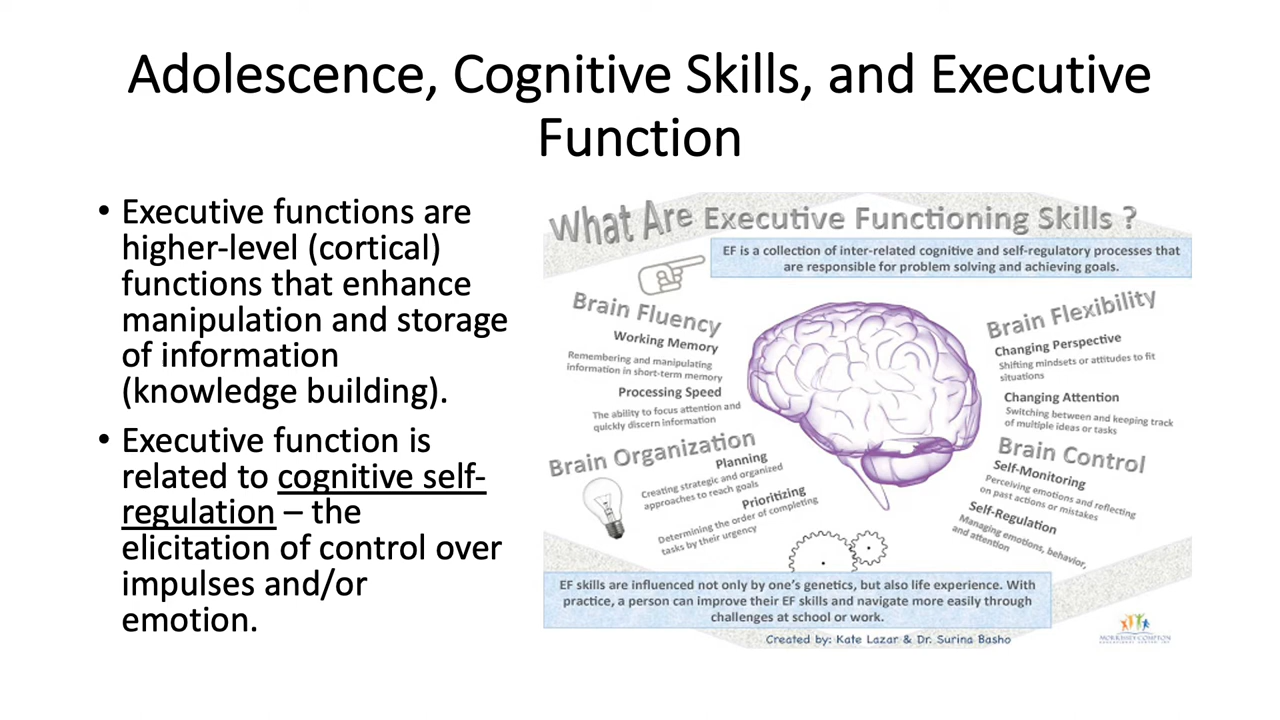 Adolescence, Cognitive Skills, and Executive
Function
• Executive functions are
higher-level (cortical)
functions that enhance
manipulation and storage
of information
(knowledge building).
• Executive function is
related to cognitive self-
regulation – the
elicitation of control over
impulses and/or
emotion.
What Are Executive Functioning Skills ?
EF is a collection of inter-related cognitive and self-regulatory processes that
are responsible for problem solving and achieving goals.
Brain Fluency
Working Memory
Remembering and manipulating
information in short-term memory
Processing Speed
The ability to focus attention and
quickly discern information
Brain Organization
Planning
Creating strategic and organized
approaches to reach goals
Prioritizing
Determining the order of completing
tasks by their urgency
Brain Flexibility
Changing Perspective
Shifting mindsets or attitudes to fit
situations
Changing Attention
Switching between and keeping track
of multiple ideas or tasks
Brain Control
Self-Monitoring
Perceiving emotions and reflecting
on past actions or mistakes
Self-Regulation
Managing emotions, behavior,
and attention
EF skills are influenced not only by one's genetics, but also life experience. With
practice, a person can improve their EF skills and navigate more easily through
challenges at school or work.
Created by: Kate Lazar & Dr. Surina Basho
MORRISSEY-COMPTON
EDUCATIONAL CENTER, INC